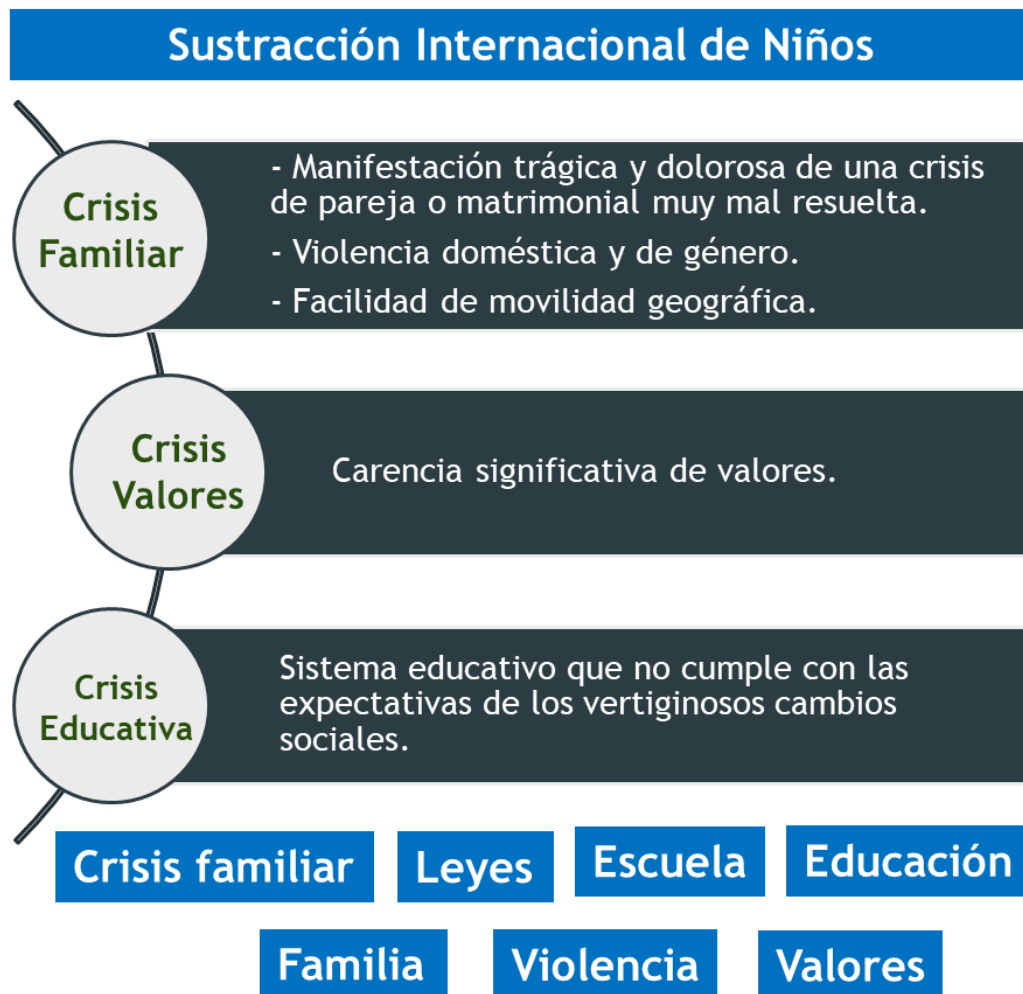 Sustracción Internacional de Niños
Crisis
Familiar
- Manifestación trágica y dolorosa de una crisis
de pareja o matrimonial muy mal resuelta.
- Violencia doméstica y de género.
- Facilidad de movilidad geográfica.
Crisis
Valores
Carencia significativa de valores.
Crisis
Educativa
Sistema educativo que no cumple con las
expectativas de los vertiginosos cambios
sociales.
Crisis familiar
Leyes
Escuela
Educación
Familia
Violencia
Valores